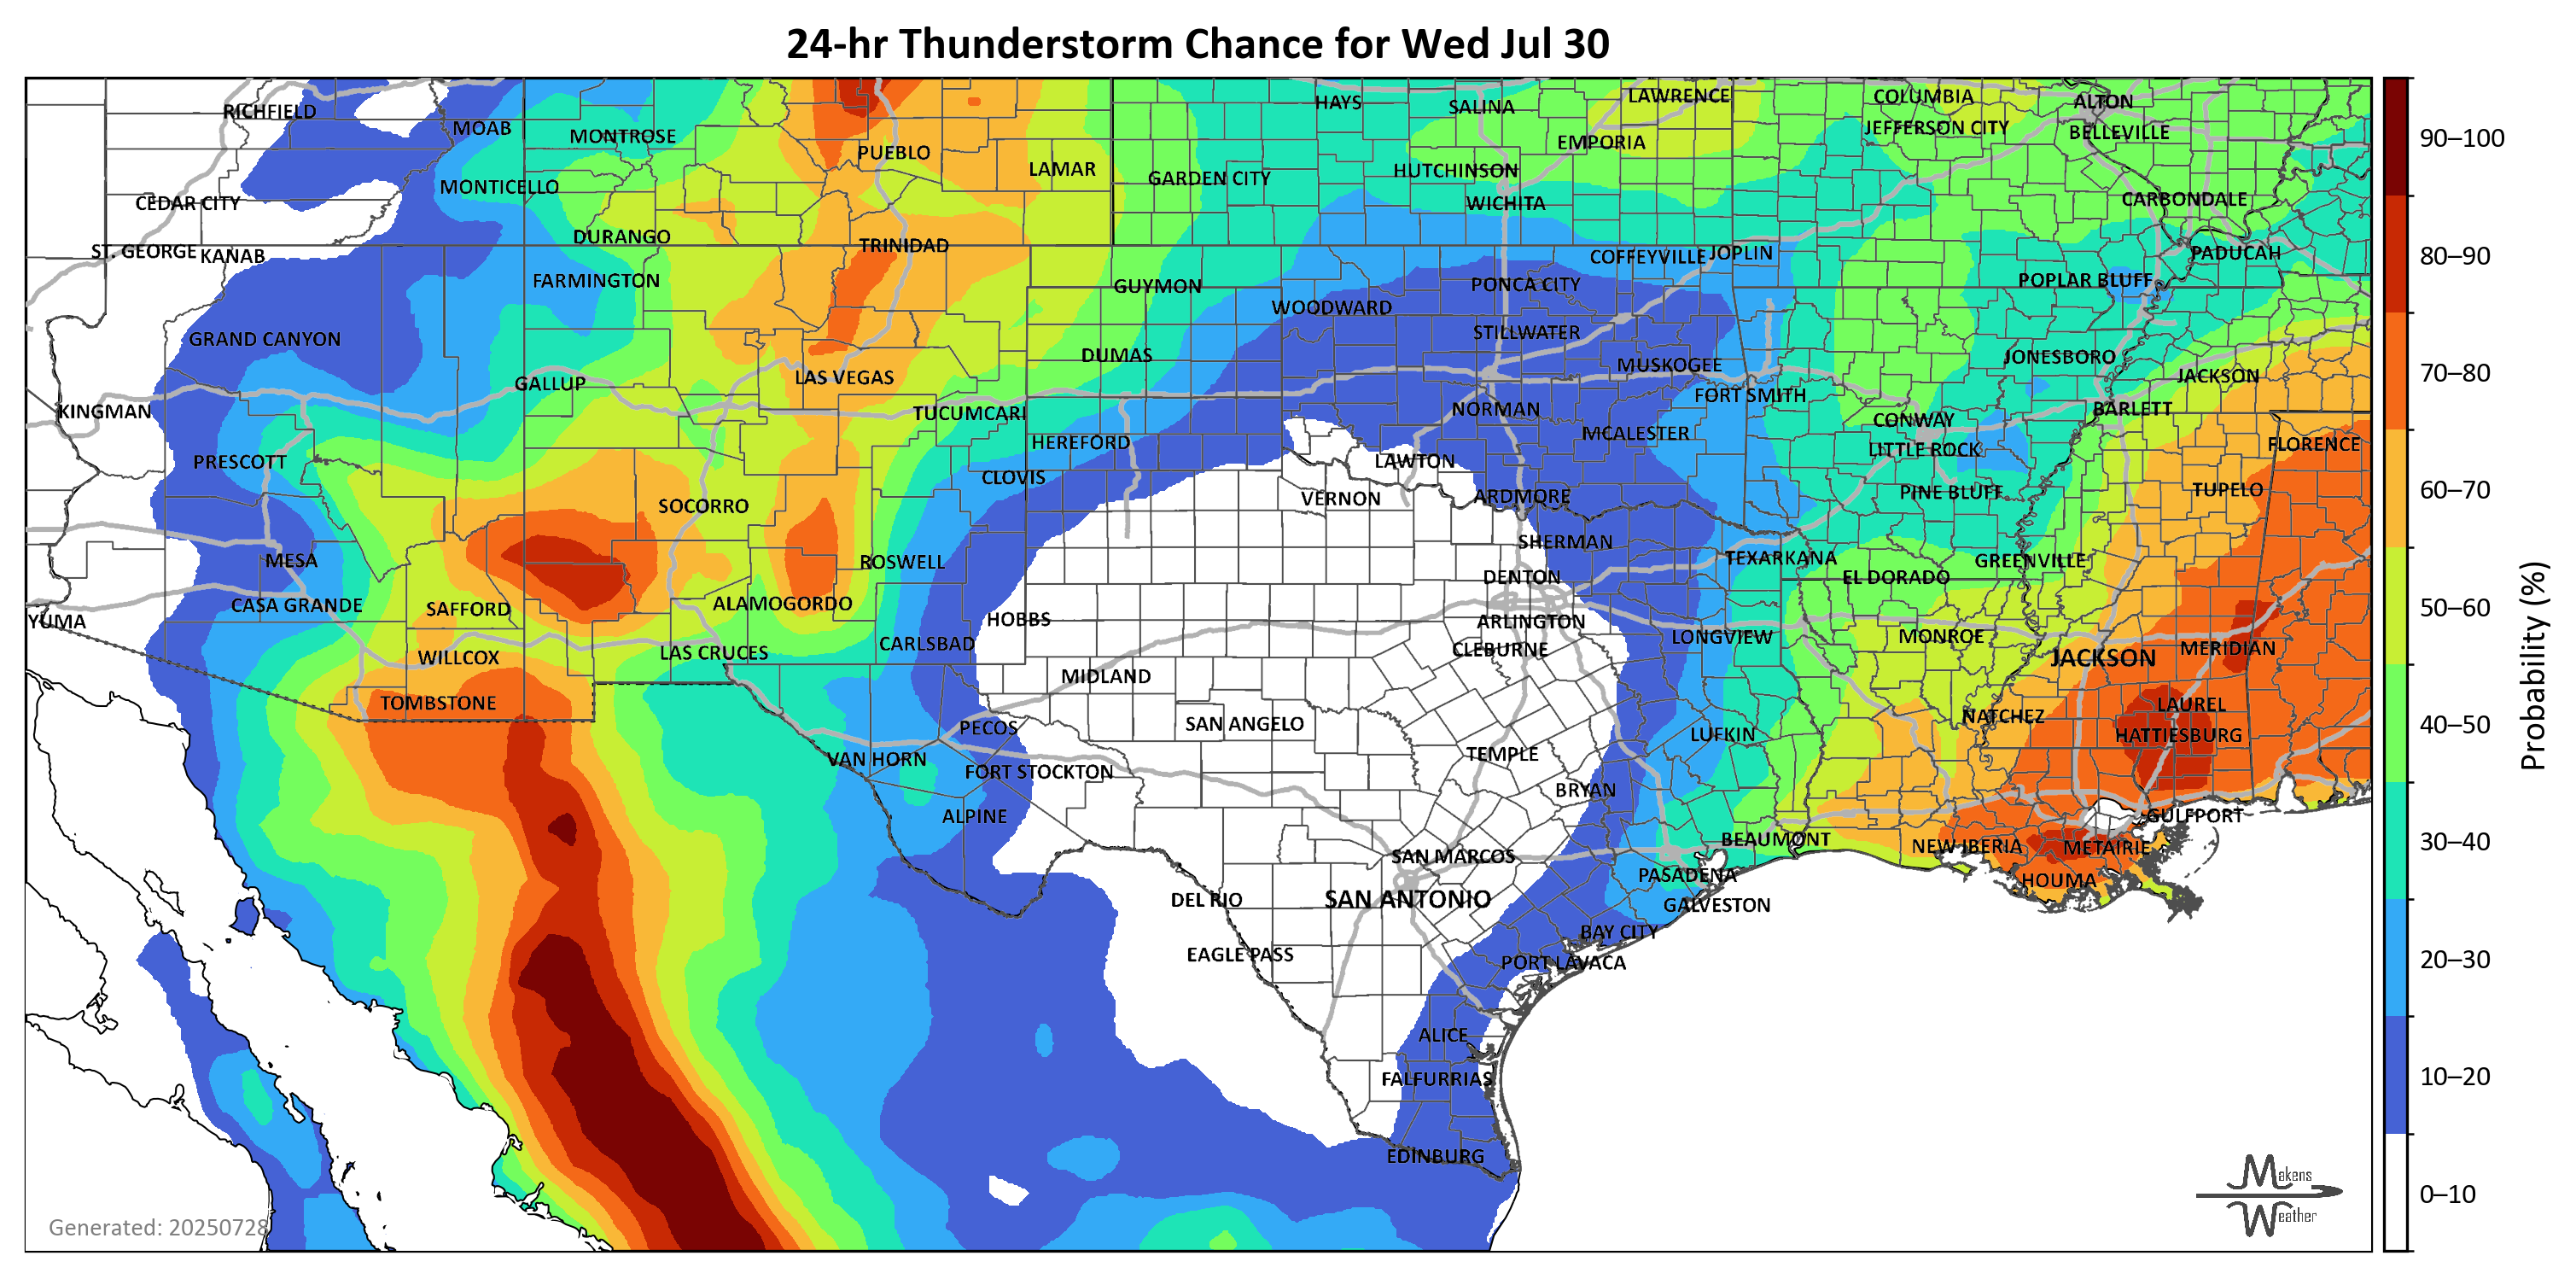 24-hr Thunderstorm Chance for Wed Jul 30
RICHFIELD
MOAB
MONTROSE
PUEBLO
LAMAR
HAYS
SALINA
LAWRENCE
COLUMBIA
ALTON
JEFFERSON CITY
BELLEVILLE
EMPORIA
HUTCHINSON
GARDEN CITY
MONTICELLO
CEDAR CITY
WICHITA
CARBONDALE
DURANGO
TRINIDAD
ST. GEORGE
KANAB
COFFEYVILLE
JOPLIN
PADUCAH
FARMINGTON
GUYMON
PONCA CITY
POPLAR BLUFF
WOODWARD
GRAND CANYON
STILLWATER
DUMAS
JONESBORO
MUSKOGEE
JACKSON
GALLUP
LAS VEGAS
FORT SMITH
KINGMAN
TUCUMCARI
NORMAN
BARLETT
CONWAY
HEREFORD
MCALESTER
FLORENCE
LITTLE ROCK
PRESCOTT
CLOVIS
LAWTON
VERNON
ARDMORE
PINE BLUFF
TUPELO
SOCORRO
SHERMAN
MESA
ROSWELL
TEXARKANA
GREENVILLE
DENTON
EL DORADO
CASA GRANDE
SAFFORD
ALAMOGORDO
YUMA
HOBBS
ARLINGTON
LONGVIEW
MONROE
CARLSBAD
CLEBURNE
MERIDIAN
WILLCOX
LAS CRUCES
JACKSON
MIDLAND
TOMBSTONE
LAUREL
NATCHEZ
PECOS
SAN ANGELO
LUFKIN
HATTIESBURG
VAN HORN
TEMPLE
FORT STOCKTON
BRYAN
ALPINE
GULFPORT
BEAUMONT
NEW IBERIA
METAIRIE
SAN MARCOS
PASADENA
HOUMA
DEL RIO
SAN ANTONIO
GALVESTON
BAY CITY
EAGLE PASS
PORT LAVACA
ALICE
FALFURRIAS
EDINBURG
Generated: 20250728
Makens
Weather
90–100
80–90
70–80
60–70
50–60
40–50
30–40
20–30
10–20
0–10
Probability (%)